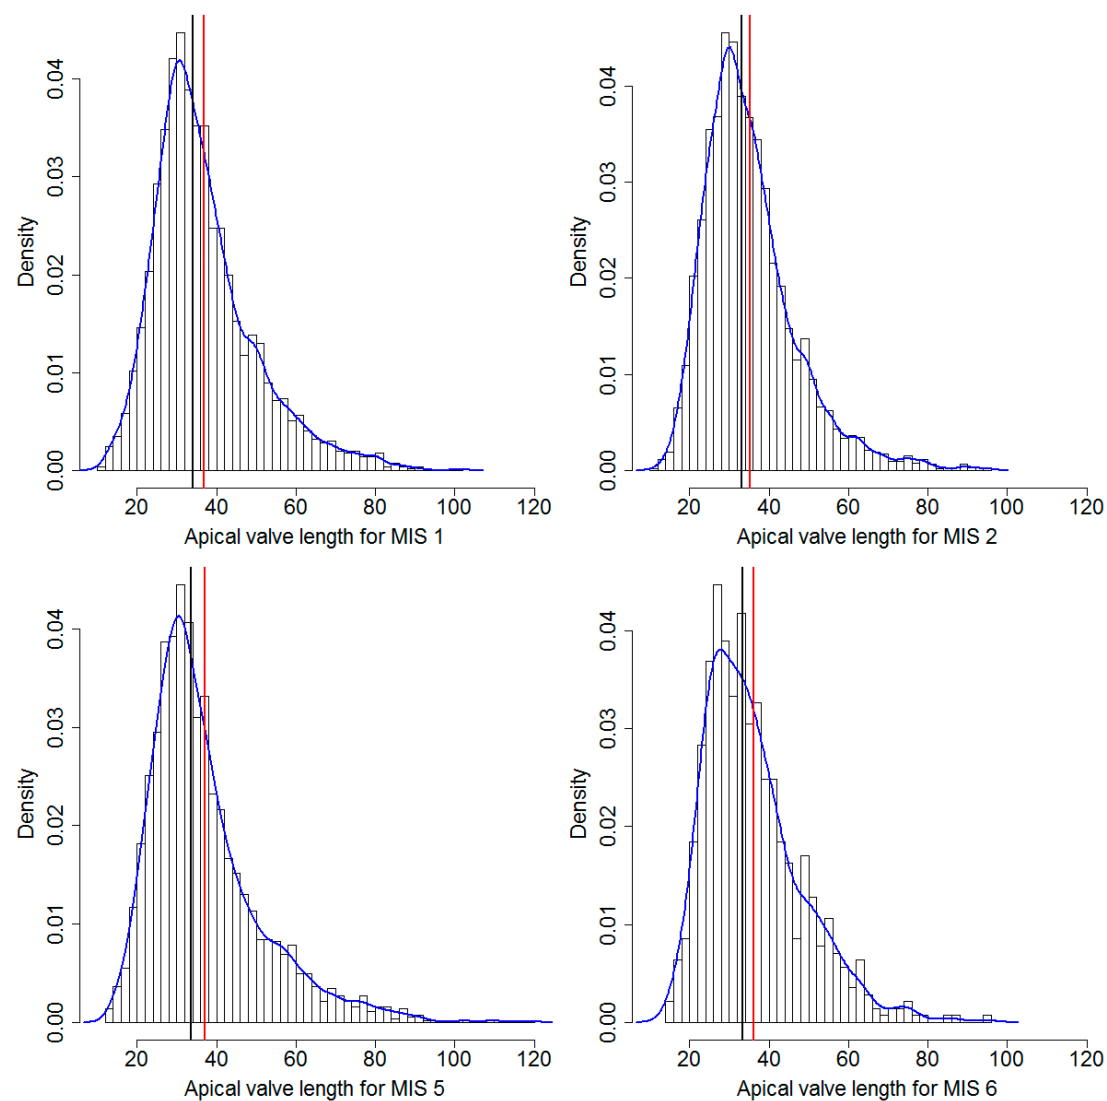 Density
0.00 0.01 0.02 0.03 0.04
20 40 60 80 100 120
Apical valve length for MIS 1
Density
0.00 0.01 0.02 0.03 0.04
20 40 60 80 100 120
Apical valve length for MIS 2
Density
0.00 0.01 0.02 0.03 0.04
20 40 60 80 100 120
Apical valve length for MIS 5
Density
0.00 0.01 0.02 0.03 0.04
20 40 60 80 100 120
Apical valve length for MIS 6